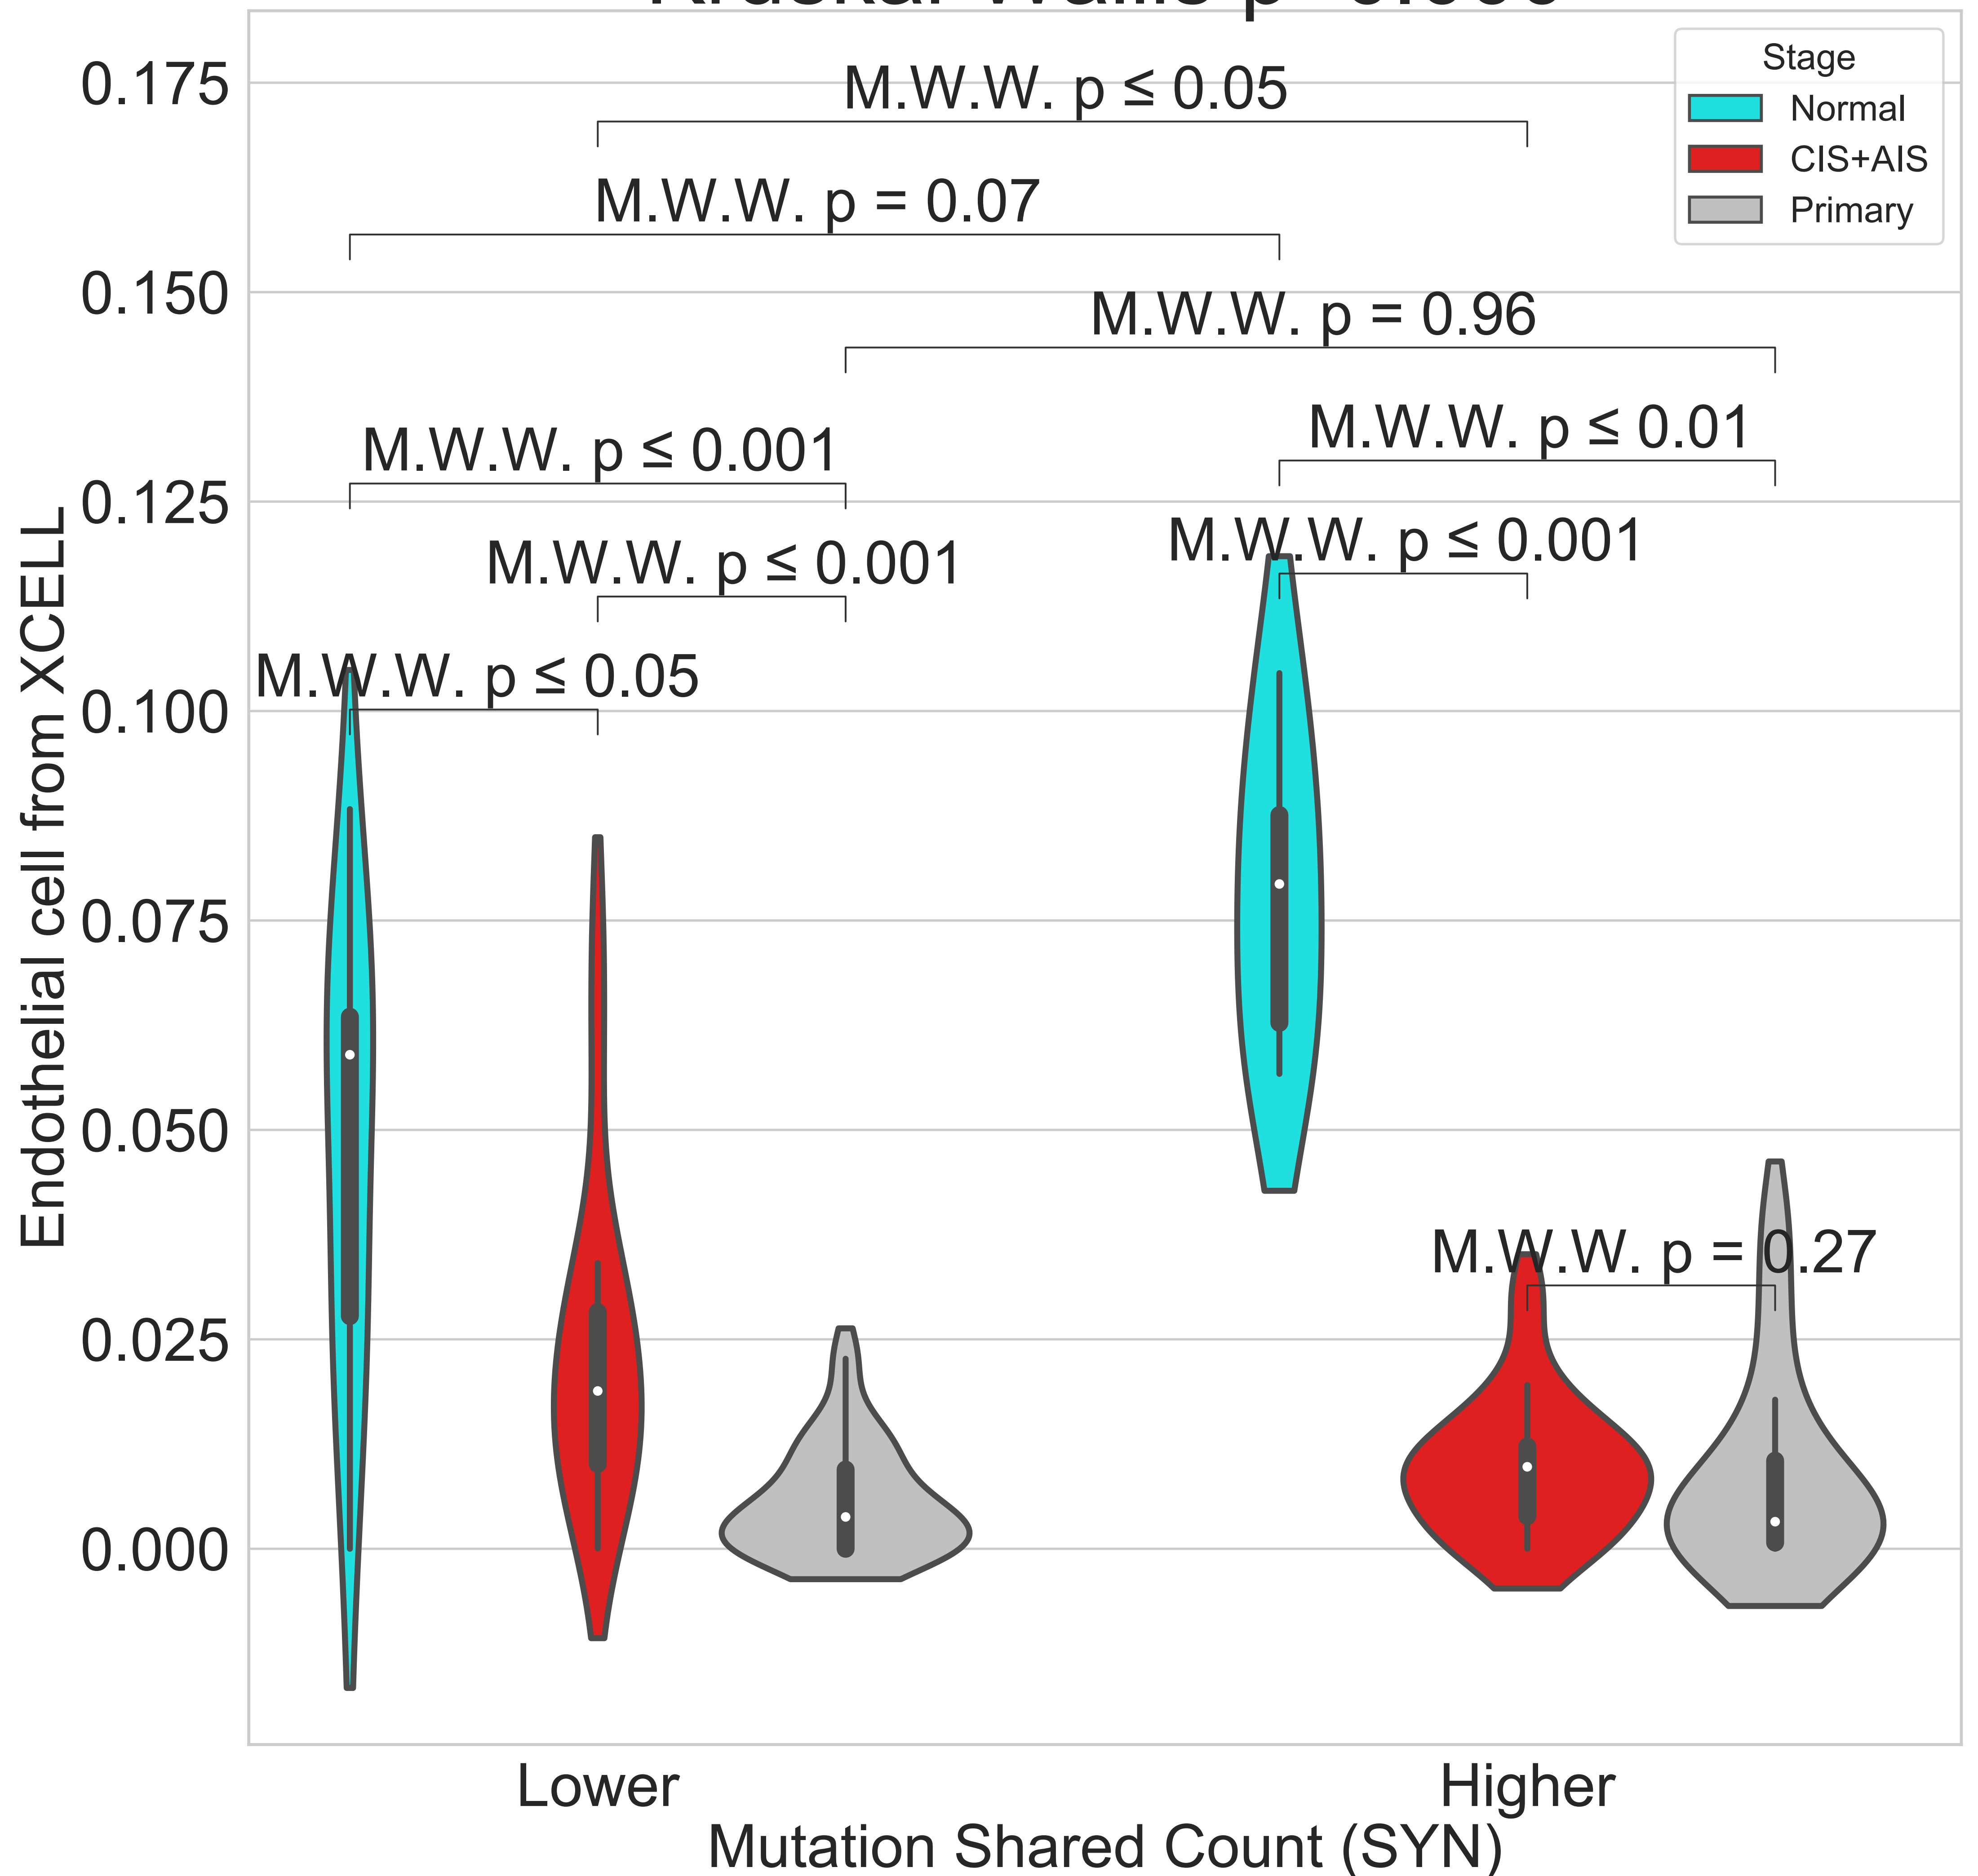 Stage
Normal
CIS+AIS
Primary
0.175
0.150
0.125
0.100
0.075
0.050
0.025
0.000
Endothelial cell from XCELL
M.W.W. p ≤ 0.05
M.W.W. p = 0.07
M.W.W. p = 0.96
M.W.W. p ≤ 0.01
M.W.W. p ≤ 0.001
M.W.W. p ≤ 0.001
M.W.W. p ≤ 0.001
M.W.W. p ≤ 0.05
M.W.W. p = 0.27
Lower
Higher
Mutation Shared Count (SYN)